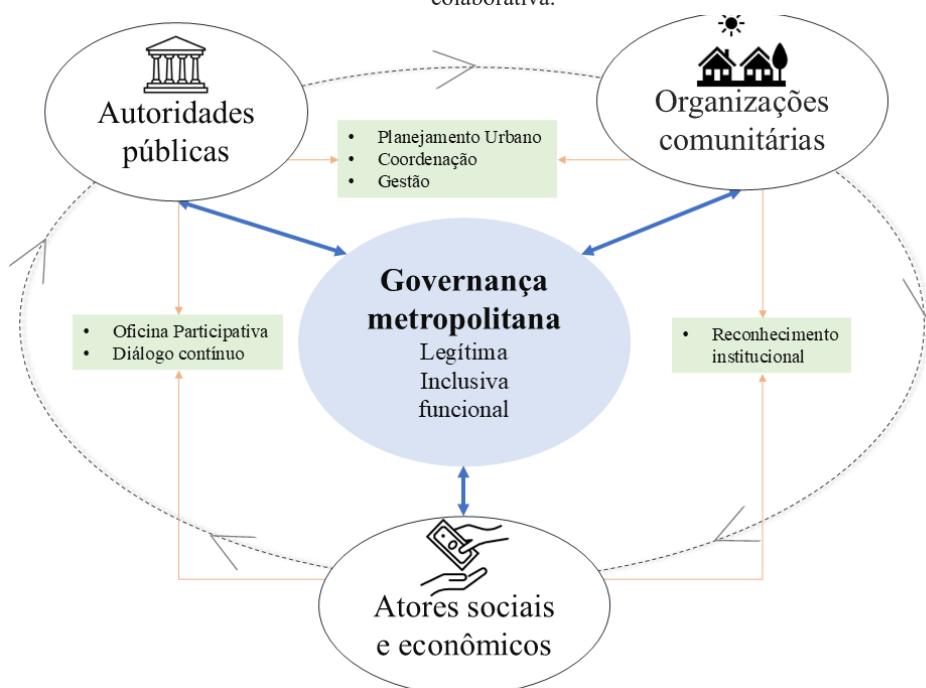 colaborativa.
Autoridades
públicas
Organizações
comunitárias
• Planejamento Urbano
• Coordenação
• Gestão
Governança
metropolitana
Legítima
Inclusiva
funcional
• Oficina Participativa
• Diálogo contínuo
• Reconhecimento
institucional
Atores sociais
e econômicos